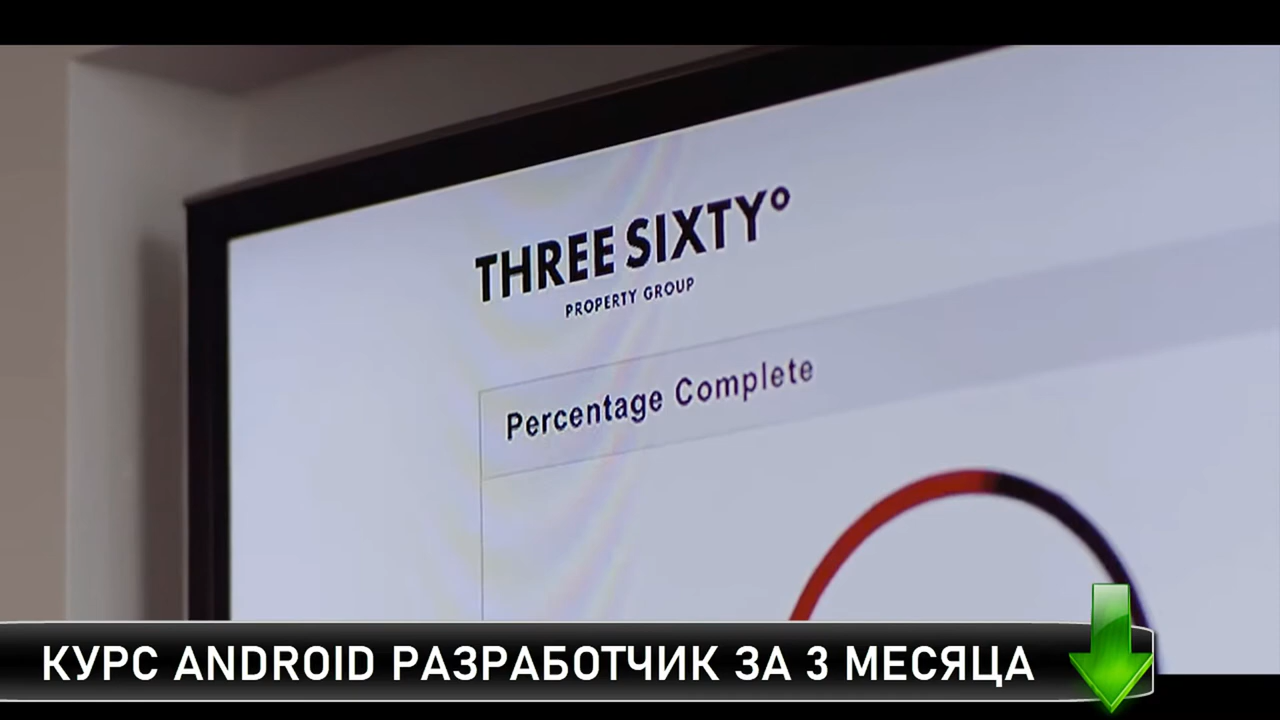 THREE SIXTY°
PROPERTY GROUP
Percentage Complete
КУРС ANDROID РАЗРАБОТЧИК ЗА 3 МЕСЯЦА